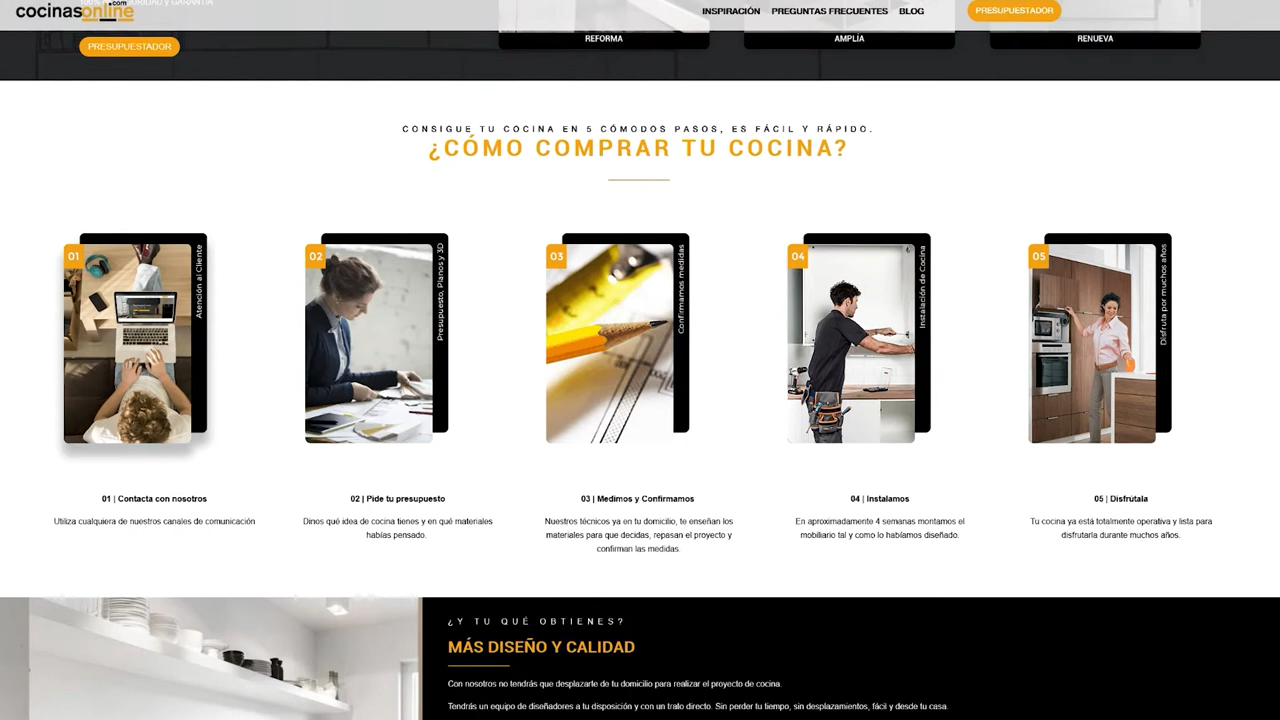 cocinasonline
.com
INSPIRACIÓN
PREGUNTAS FRECUENTES
BLOG
PRESUPUESTADOR
PRESUPUESTADOR
REFORMA
AMPLÍA
RENUEVA
CONSIGUE TU COCINA EN 5 CÓMODOS PASOS, ES FÁCIL Y RÁPIDO.
¿CÓMO COMPRAR TU COCINA?
01
Atención al Cliente
02
Presupuesto, Planos y 3D
03
Confirmamos medidas
04
Instalación de Cocina
05
Disfruta por muchos años
01 | Contacta con nosotros
Utiliza cualquiera de nuestros canales de comunicación
02 | Pide tu presupuesto
Dinos qué idea de cocina tienes y en qué materiales
habías pensado.
03 | Medimos y Confirmamos
Nuestros técnicos ya en tu domicilio, te enseñan los
materiales para que decidas, repasan el proyecto y
confirman las medidas.
04 | Instalamos
En aproximadamente 4 semanas montamos el
mobiliario tal y como lo habíamos diseñado.
05 | Disfrútala
Tu cocina ya está totalmente operativa y lista para
disfrutarla durante muchos años.
¿Y TU QUÉ OBTIENES?
MÁS DISEÑO Y CALIDAD
Con nosotros no tendrás que desplazarte de tu domicilio para realizar el proyecto de cocina.
Tendrás un equipo de diseñadores a tu disposición y con un trato directo. Sin perder tu tiempo, sin desplazamientos, fácil y desde tu casa.